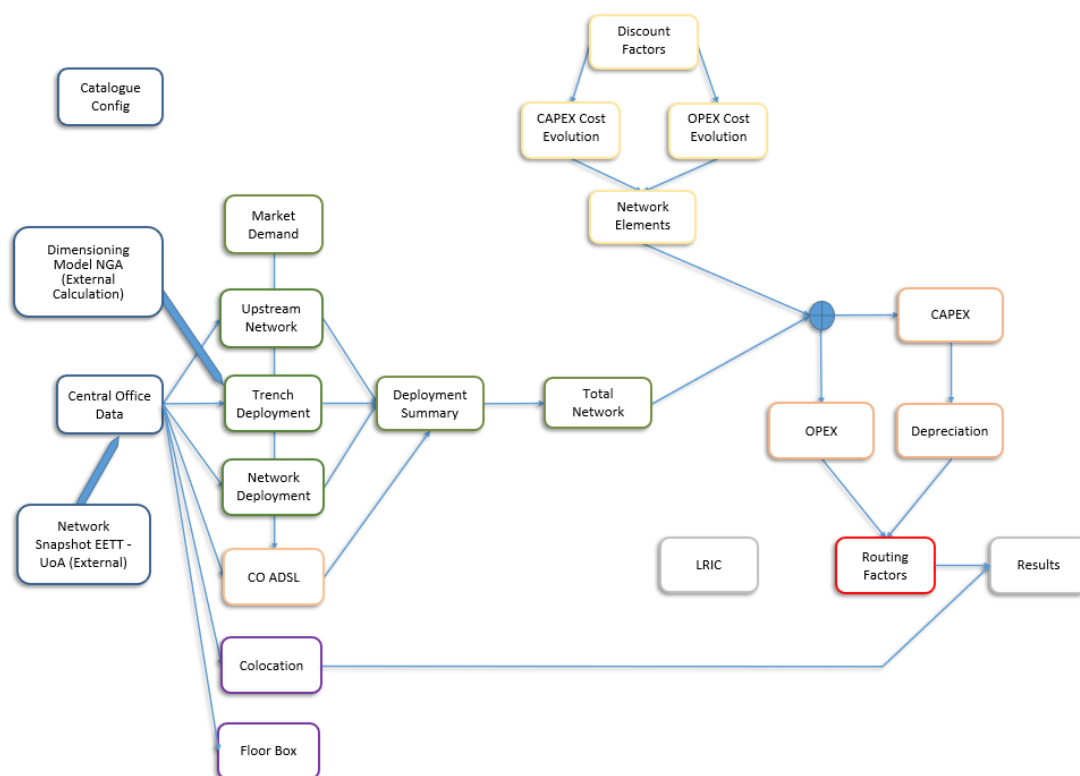 Discount
Factors
Catalogue
Config
CAPEX Cost
Evolution
OPEX Cost
Evolution
Market
Demand
Network
Elements
Dimensioning
Model NGA
(External
Calculation)
Upstream
Network
CAPEX
Central Office
Data
Trench
Deployment
Deployment
Summary
Total
Network
OPEX
Depreciation
Network
Deployment
Network
Snapshot EETT -
UoA (External)
CO ADSL
LRIC
Routing
Factors
Results
Colocation
Floor Box